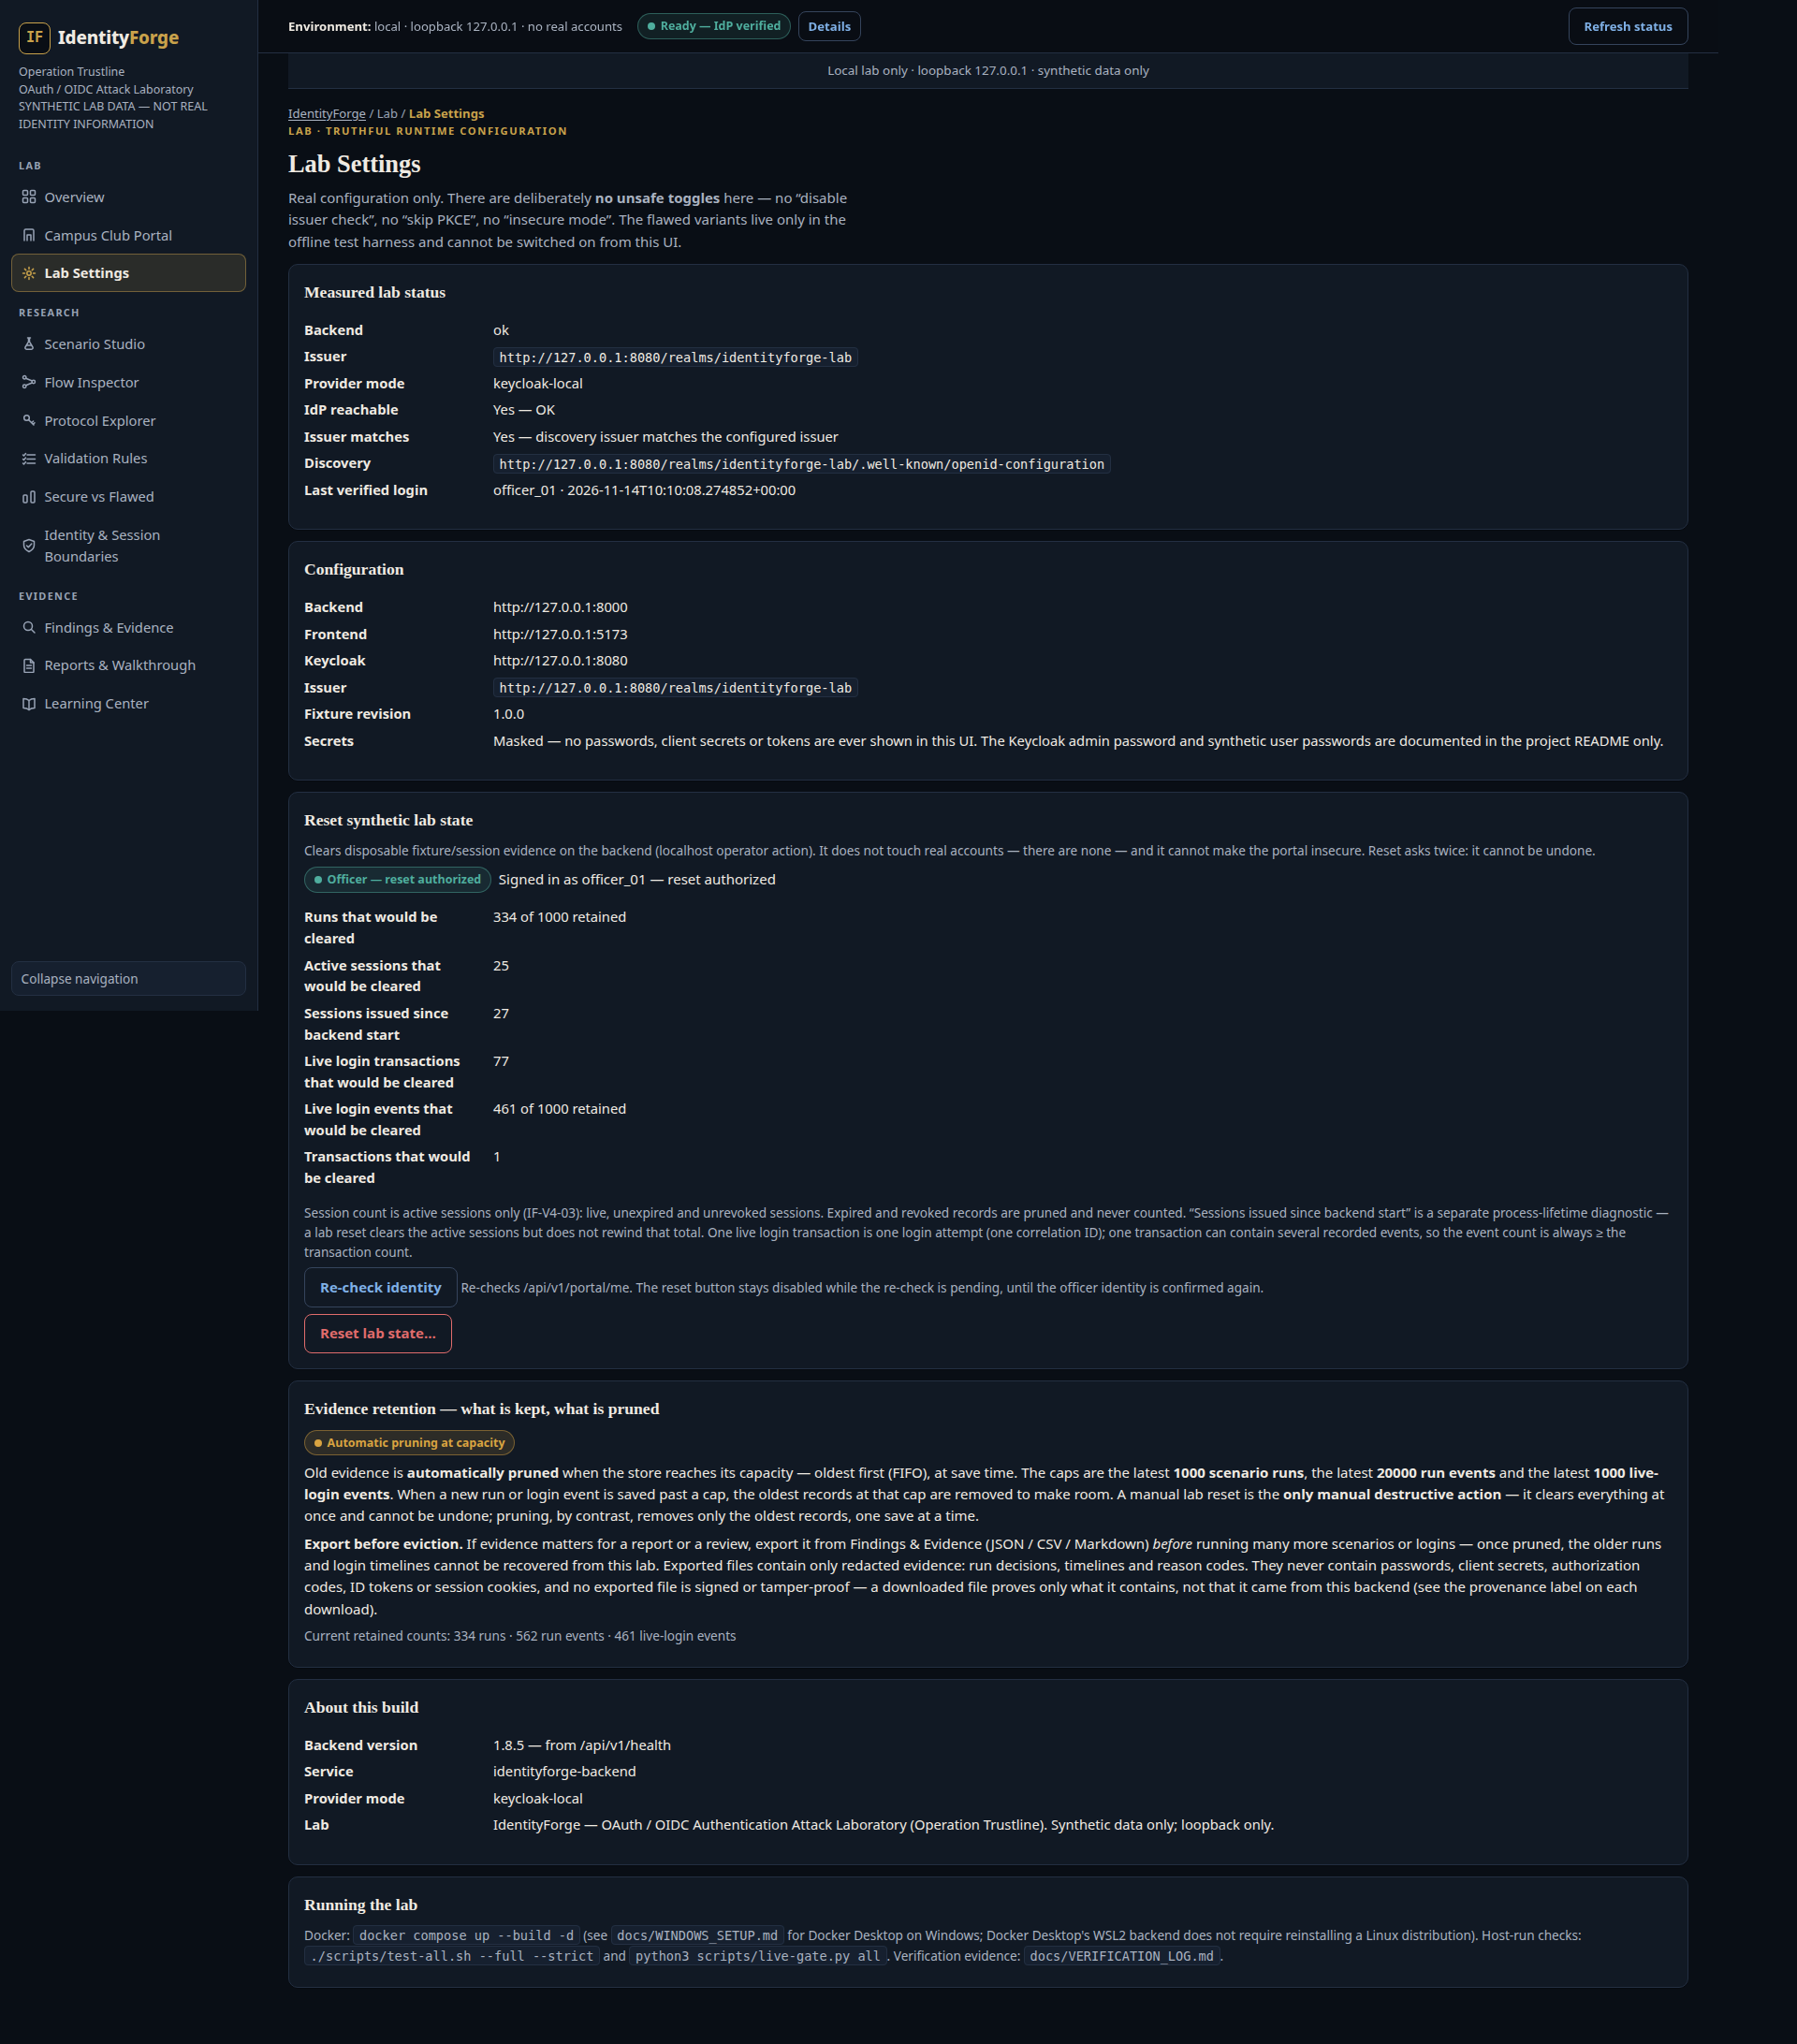 IF IdentityForge
Operation Trustline
OAuth / OIDC Attack Laboratory
SYNTHETIC LAB DATA — NOT REAL
IDENTITY INFORMATION
LAB
Overview
Campus Club Portal
Lab Settings
RESEARCH
Scenario Studio
Flow Inspector
Protocol Explorer
Validation Rules
Secure vs Flawed
Identity & Session
Boundaries
EVIDENCE
Findings & Evidence
Reports & Walkthrough
Learning Center
Collapse navigation
Environment: local · loopback 127.0.0.1 · no real accounts
Ready — IdP verified
Details
Refresh status
Local lab only · loopback 127.0.0.1 · synthetic data only
IdentityForge / Lab / Lab Settings
LAB · TRUTHFUL RUNTIME CONFIGURATION
Lab Settings
Real configuration only. There are deliberately no unsafe toggles here — no “disable
issuer check”, no “skip PKCE”, no “insecure mode”. The flawed variants live only in the
offline test harness and cannot be switched on from this UI.
Measured lab status
Backend ok
Issuer http://127.0.0.1:8080/realms/identityforge-lab
Provider mode keycloak-local
IdP reachable Yes — OK
Issuer matches Yes — discovery issuer matches the configured issuer
Discovery http://127.0.0.1:8080/realms/identityforge-lab/.well-known/openid-configuration
Last verified login officer_01 · 2026-11-14T10:10:08.274852+00:00
Configuration
Backend http://127.0.0.1:8000
Frontend http://127.0.0.1:5173
Keycloak http://127.0.0.1:8080
Issuer http://127.0.0.1:8080/realms/identityforge-lab
Fixture revision 1.0.0
Secrets Masked — no passwords, client secrets or tokens are ever shown in this UI. The Keycloak admin password and synthetic user passwords are documented in the project README only.
Reset synthetic lab state
Clears disposable fixture/session evidence on the backend (localhost operator action). It does not touch real accounts — there are none — and it cannot make the portal insecure. Reset asks twice: it cannot be undone.
Officer — reset authorized Signed in as officer_01 — reset authorized
Runs that would be 334 of 1000 retained
cleared
Active sessions that 25
would be cleared
Sessions issued since 27
backend start
Live login transactions 77
that would be cleared
Live login events that 461 of 1000 retained
would be cleared
Transactions that would 1
be cleared
Session count is active sessions only (IF-V4-03): live, unexpired and unrevoked sessions. Expired and revoked records are pruned and never counted. “Sessions issued since backend start” is a separate process-lifetime diagnostic —
a lab reset clears the active sessions but does not rewind that total. One live login transaction is one login attempt (one correlation ID); one transaction can contain several recorded events, so the event count is always ≥ the
transaction count.
Re-check identity Re-checks /api/v1/portal/me. The reset button stays disabled while the re-check is pending, until the officer identity is confirmed again.
Reset lab state…
Evidence retention — what is kept, what is pruned
Automatic pruning at capacity
Old evidence is automatically pruned when the store reaches its capacity — oldest first (FIFO), at save time. The caps are the latest 1000 scenario runs, the latest 20000 run events and the latest 1000 live-
login events. When a new run or login event is saved past a cap, the oldest records at that cap are removed to make room. A manual lab reset is the only manual destructive action — it clears everything at
once and cannot be undone; pruning, by contrast, removes only the oldest records, one save at a time.
Export before eviction. If evidence matters for a report or a review, export it from Findings & Evidence (JSON / CSV / Markdown) before running many more scenarios or logins — once pruned, the older runs
and login timelines cannot be recovered from this lab. Exported files contain only redacted evidence: run decisions, timelines and reason codes. They never contain passwords, client secrets, authorization
codes, ID tokens or session cookies, and no exported file is signed or tamper-proof — a downloaded file proves only what it contains, not that it came from this backend (see the provenance label on each
download).
Current retained counts: 334 runs · 562 run events · 461 live-login events
About this build
Backend version 1.8.5 — from /api/v1/health
Service identityforge-backend
Provider mode keycloak-local
Lab IdentityForge — OAuth / OIDC Authentication Attack Laboratory (Operation Trustline). Synthetic data only; loopback only.
Running the lab
Docker: docker compose up --build -d (see docs/WINDOWS_SETUP.md for Docker Desktop on Windows; Docker Desktop's WSL2 backend does not require reinstalling a Linux distribution). Host-run checks:
./scripts/test-all.sh --full --strict and python3 scripts/live-gate.py all. Verification evidence: docs/VERIFICATION_LOG.md.